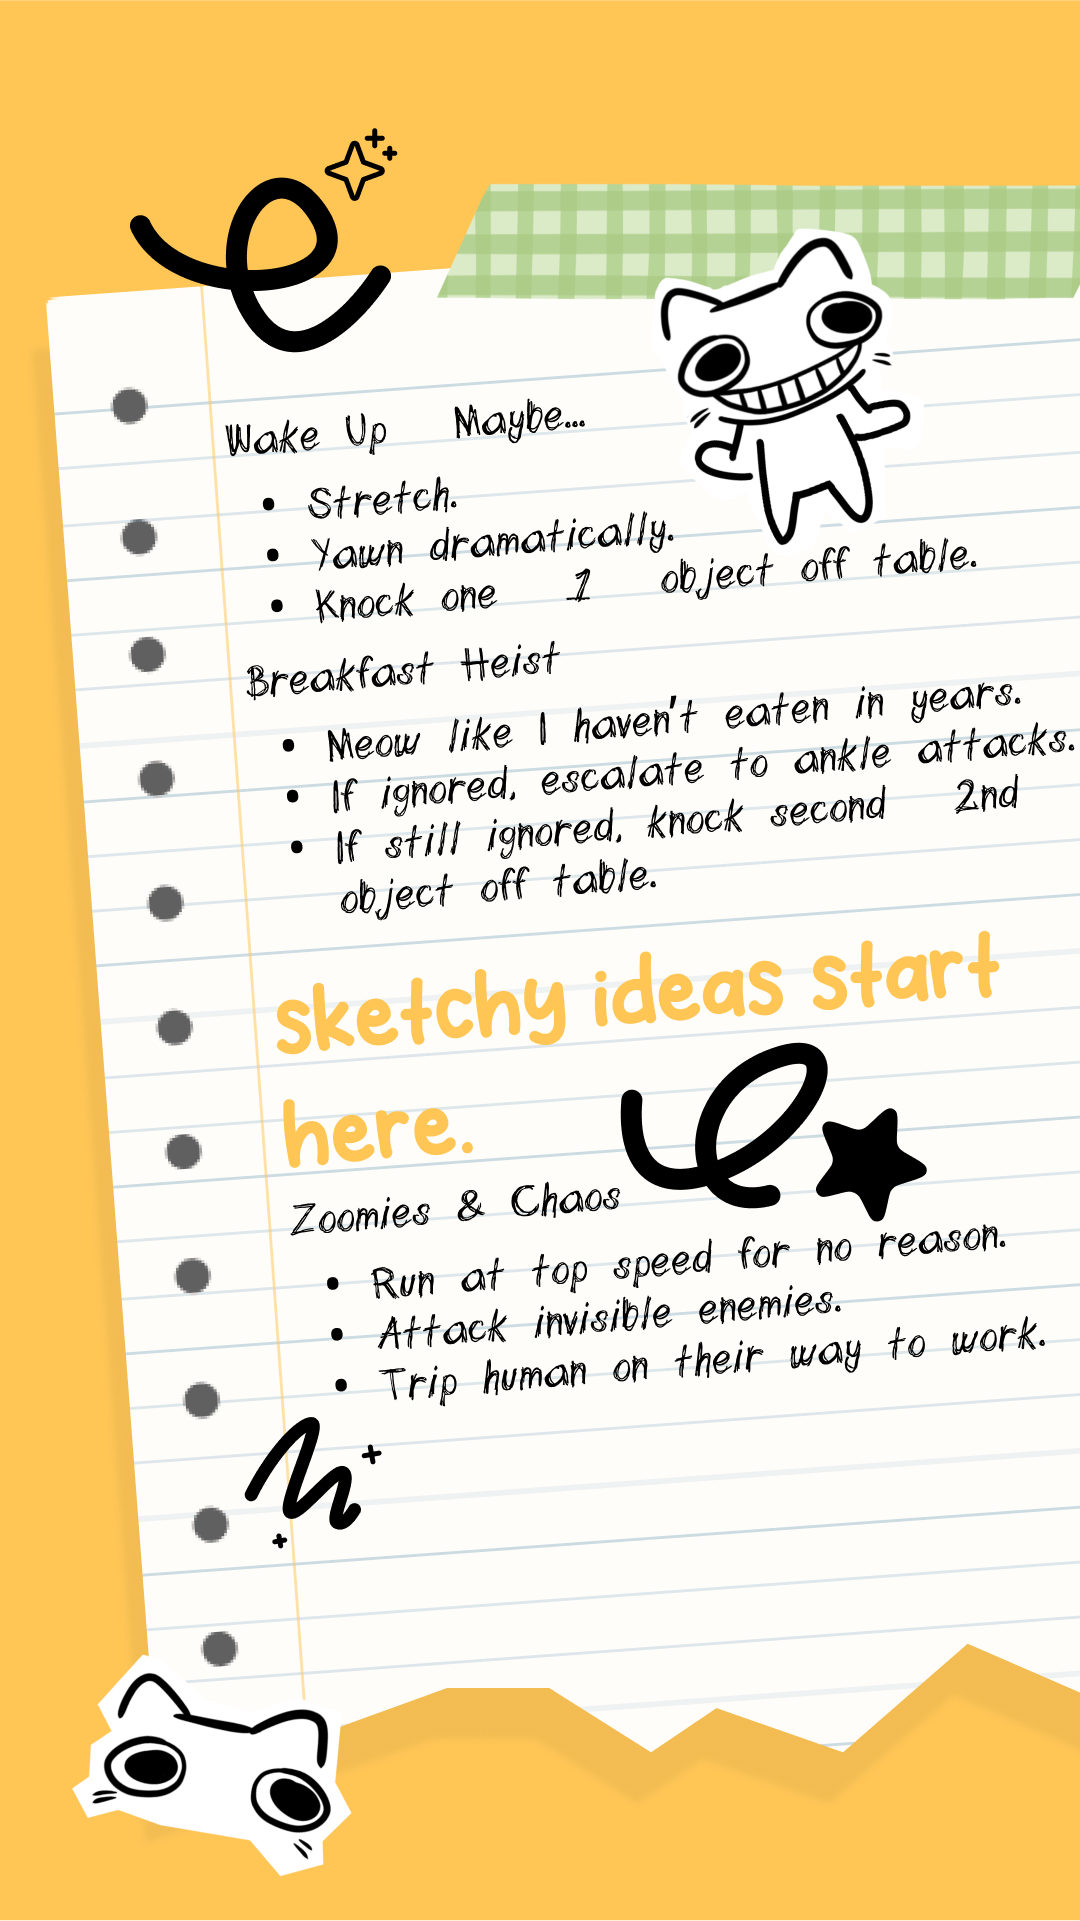 Wake Up Maybe...
• Stretch.
• Yawn dramatically.
• Knock one 1 object off table.
Breakfast Heist
• Meow like I haven't eaten in years.
• If ignored, escalate to ankle attacks.
• If still ignored, knock second 2nd
object off table.
sketchy ideas start
here.
Zoomies & Chaos
• Run at top speed for no reason.
• Attack invisible enemies.
• Trip human on their way to work.